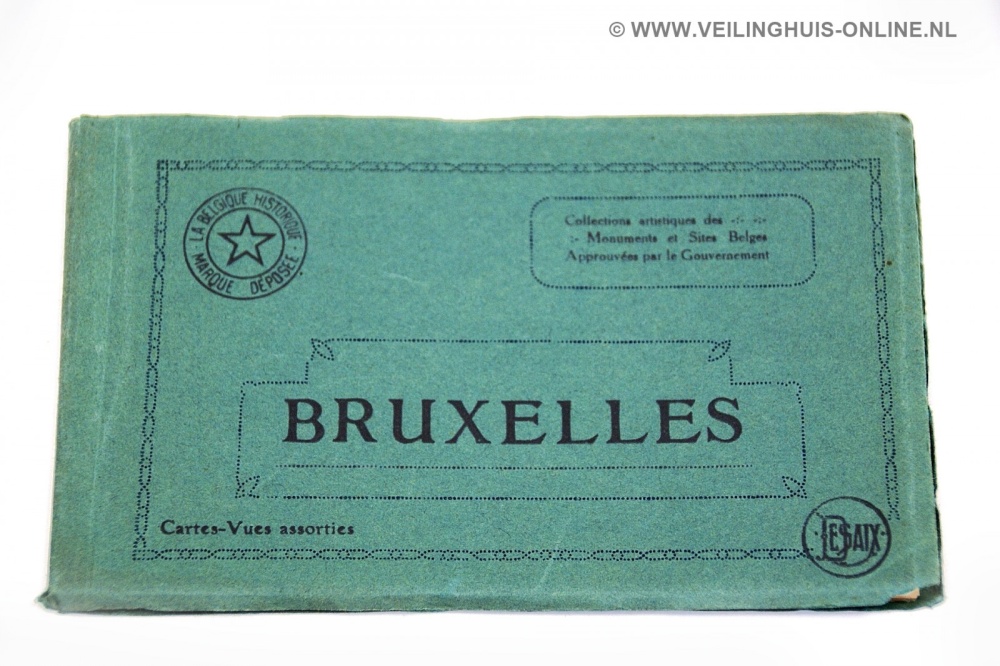 © WWW.VEILINGHUIS-ONLINE.NL
LA BELGIQUE HISTORIQUE
MARQUE DÉPOSÉE
Collections artistiques des -:- -:-
:- Monuments et Sites Belges
Approuvées par le Gouvernement
BRUXELLES
Cartes-Vues assorties
DESAIX